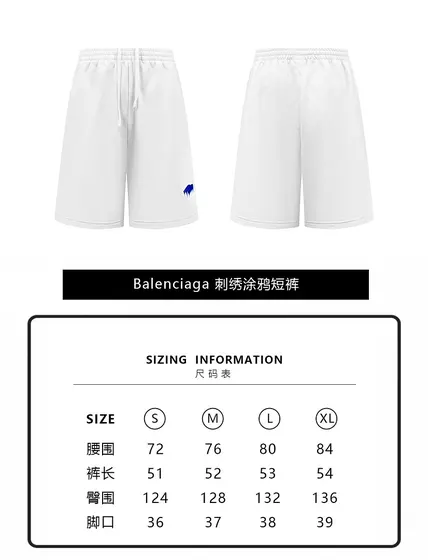 Balenciaga 刺绣涂鸦短裤
SIZING INFORMATION
尺码表
SIZE S M L XL
腰围 72 76 80 84
裤长 51 52 53 54
臀围 124 128 132 136
脚口 36 37 38 39